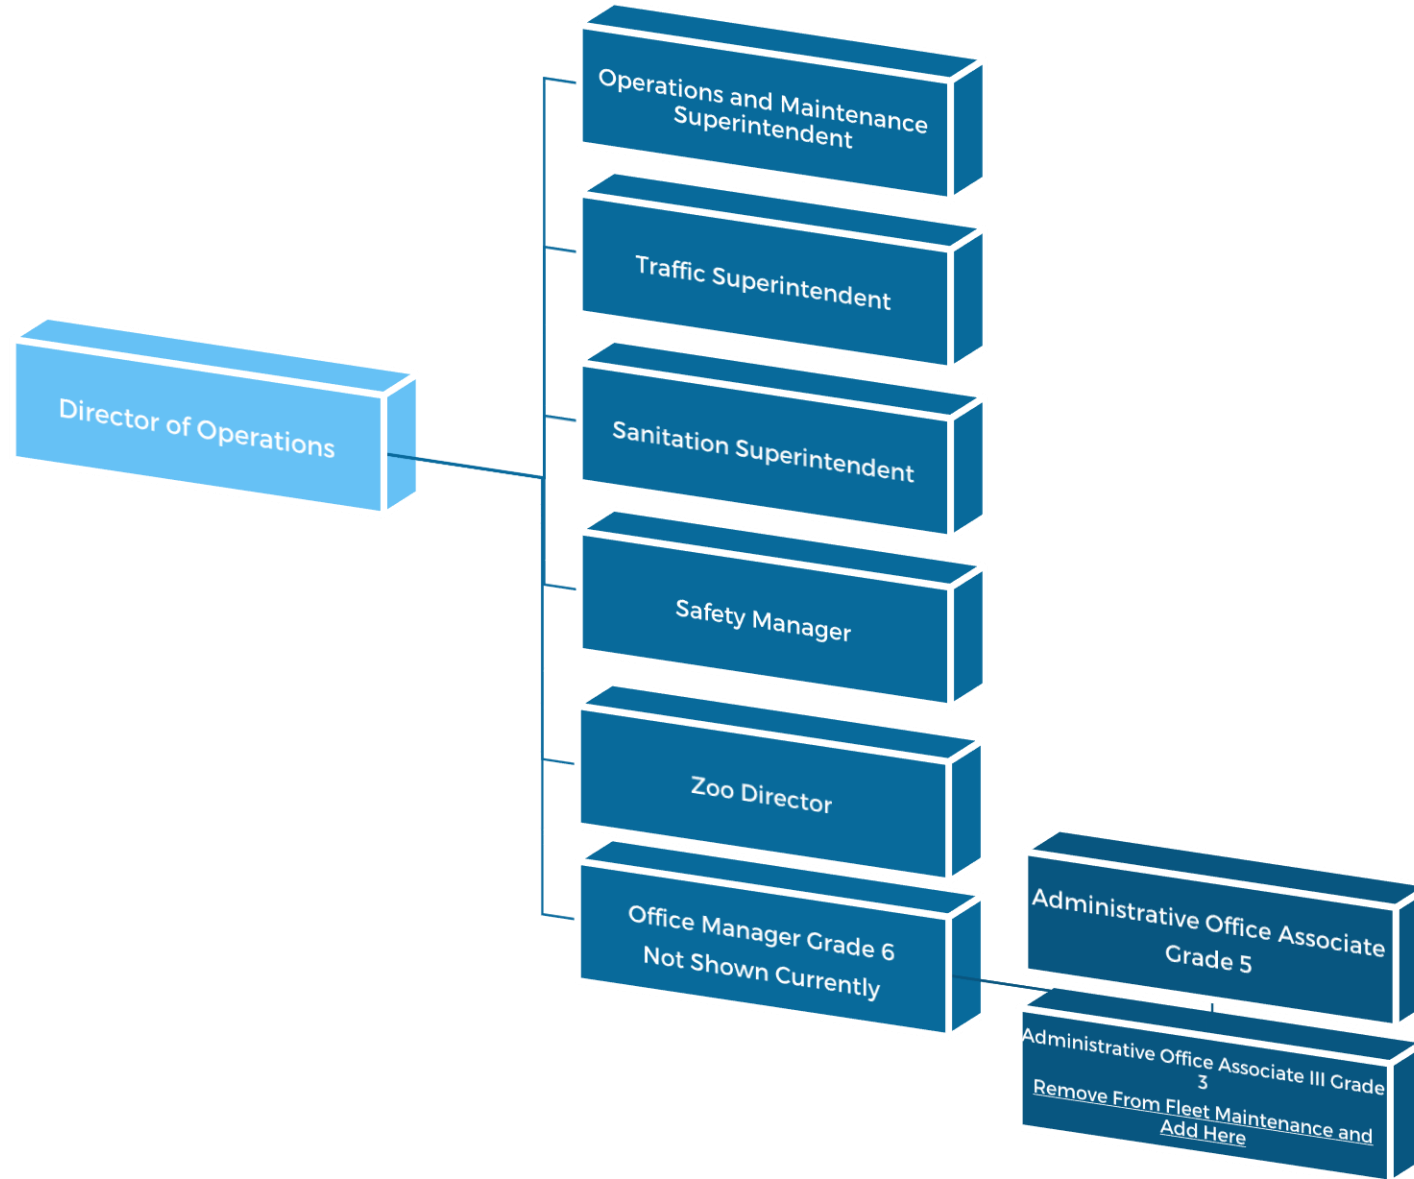 Operations and Maintenance
Superintendent
Traffic Superintendent
Sanitation Superintendent
Director of Operations
Safety Manager
Zoo Director
Office Manager Grade 6
Not Shown Currently
Administrative Office Associate
Grade 5
Administrative Office Associate III Grade
3
Remove From Fleet Maintenance and
Add Here